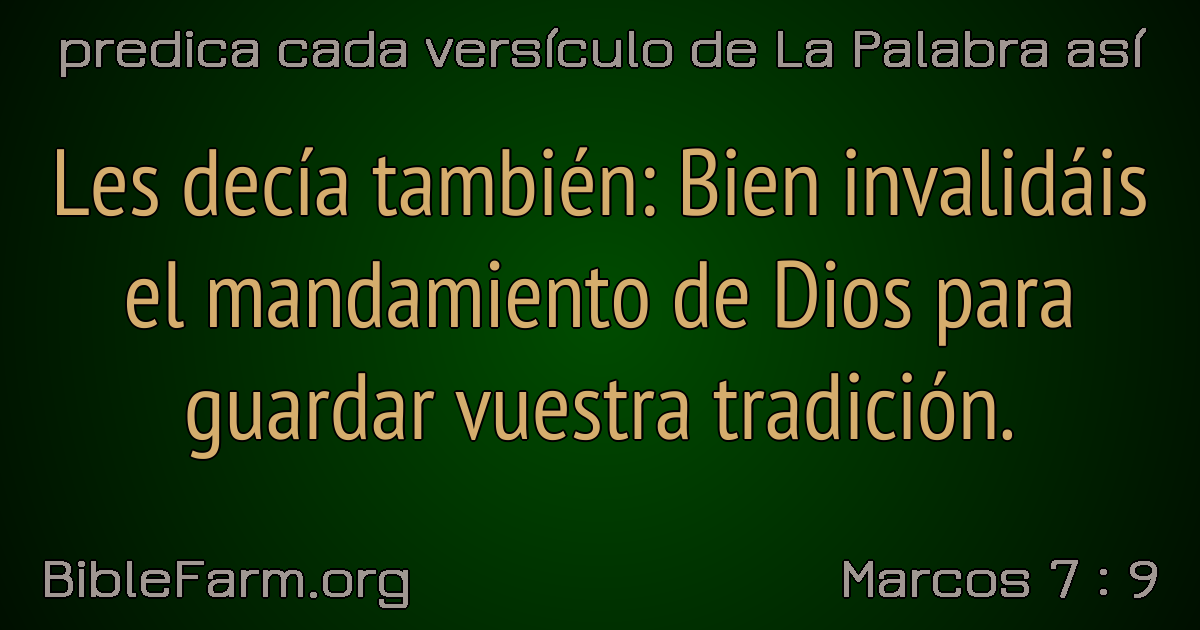 predica cada versículo de La Palabra así
Les decía también: Bien invalidáis
el mandamiento de Dios para
guardar vuestra tradición.
BibleFarm.org
Marcos 7 : 9